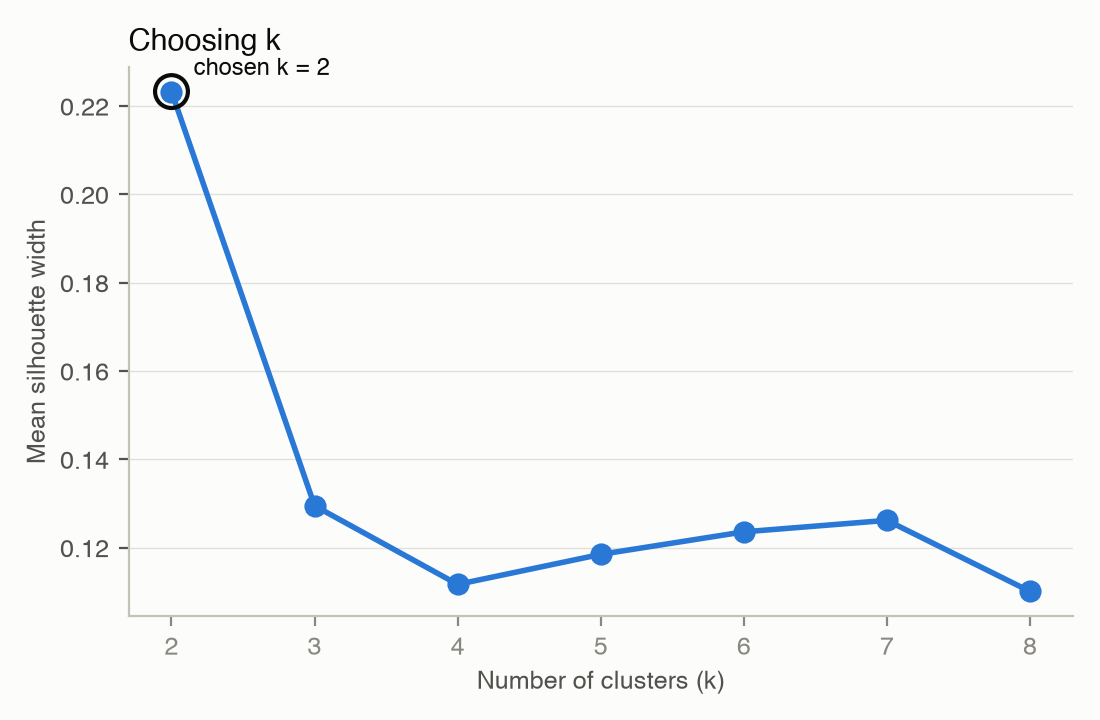 Choosing k
chosen k = 2
Mean silhouette width
0.22
0.20
0.18
0.16
0.14
0.12
2 3 4 5 6 7 8
Number of clusters (k)